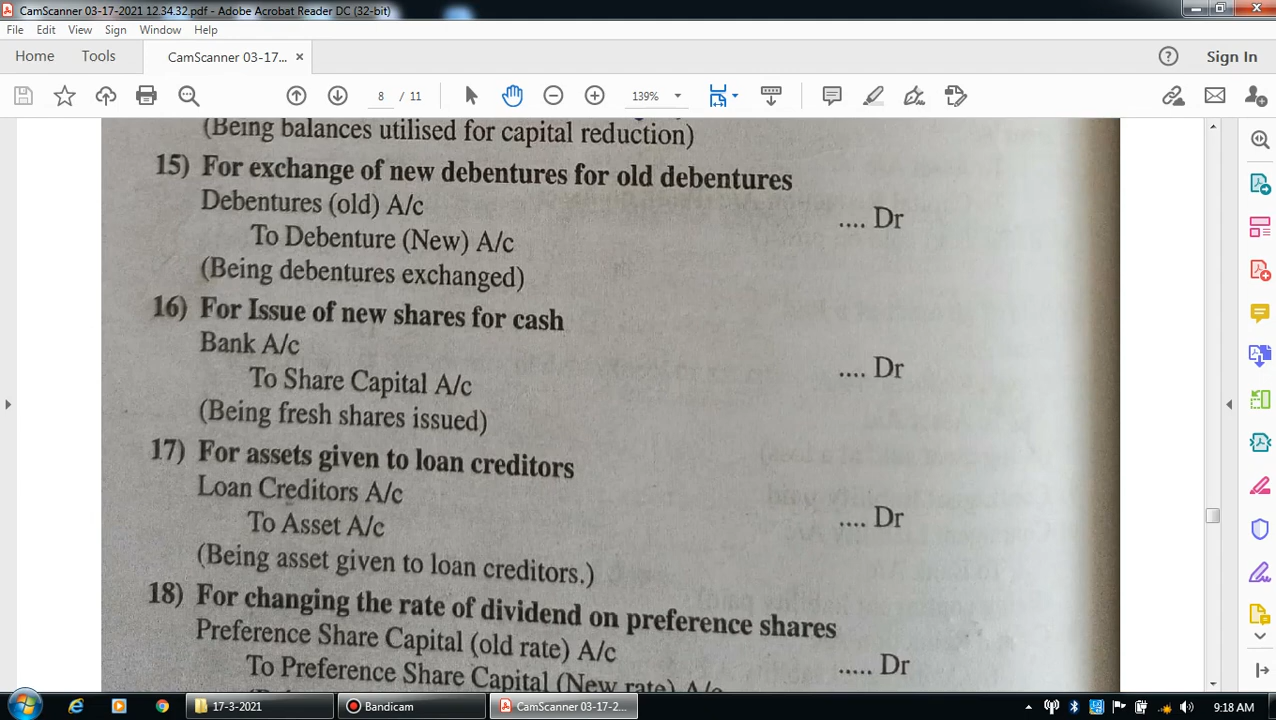 CamScanner 03-17-2021 12.34.32.pdf - Adobe Acrobat Reader DC (32-bit)
File Edit View Sign Window Help
Home Tools CamScanner 03-17... × Sign In
8 / 11 139%
(Being balances utilised for capital reduction)
15) For exchange of new debentures for old debentures
Debentures (old) A/c .... Dr
To Debenture (New) A/c
(Being debentures exchanged)
16) For Issue of new shares for cash
Bank A/c .... Dr
To Share Capital A/c
(Being fresh shares issued)
17) For assets given to loan creditors
Loan Creditors A/c .... Dr
To Asset A/c
(Being asset given to loan creditors.)
18) For changing the rate of dividend on preference shares
Preference Share Capital (old rate) A/c ..... Dr
To Preference Share Capital (New rate) A/c
17-3-2021 Bandicam CamScanner 03-17-2... 9:18 AM